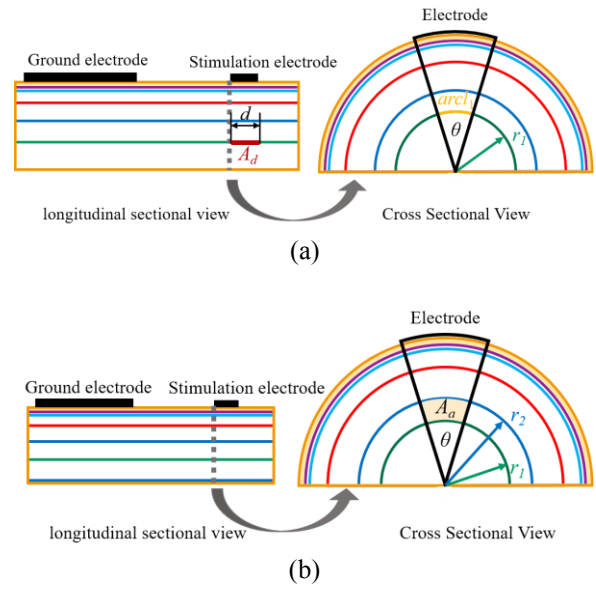 Electrode
Ground electrode
Stimulation electrode
d
A_d
arcl_1
θ
r_1
longitudinal sectional view
Cross Sectional View
(a)
Electrode
Ground electrode
Stimulation electrode
A_a
r_2
θ
r_1
longitudinal sectional view
Cross Sectional View
(b)